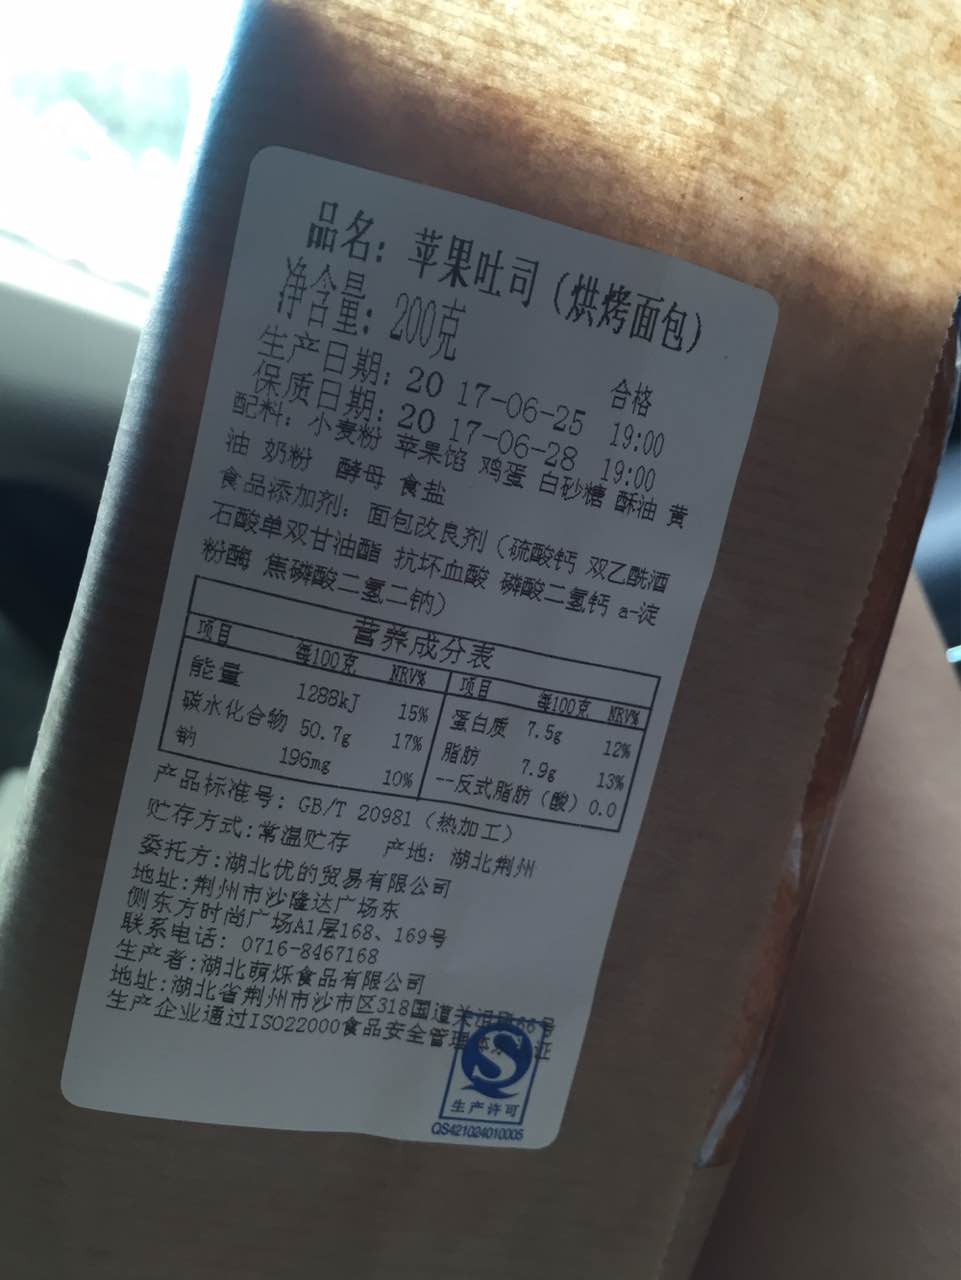 品名: 苹果吐司（烘烤面包）
净含量: 200克
合格
生产日期: 20 17-06-25 19:00
保质日期: 20 17-06-28 19:00
配料: 小麦粉 苹果馅 鸡蛋 白砂糖 酥油 黄
油 奶粉 酵母 食盐
食品添加剂: 面包改良剂（硫酸钙 双乙酰酒
石酸单双甘油酯 抗坏血酸 磷酸二氢钙 a-淀
粉酶 焦磷酸二氢二钠）
营养成分表
项目 每100克 NRV% 项目 每100克 NRV%
能量 1288kJ 15% 蛋白质 7.5g 12%
碳水化合物 50.7g 17% 脂肪 7.9g 13%
钠 196mg 10% --反式脂肪（酸）0.0
产品标准号: GB/T 20981（热加工）
贮存方式:常温贮存 产地: 湖北荆州
委托方:湖北优的贸易有限公司
地址:荆州市沙隆达广场东
侧东方时尚广场A1层168、169号
联系电话: 0716-8467168
生产者:湖北萌烁食品有限公司
地址:湖北省荆州市沙市区318国道 66号
生产企业通过ISO22000食品安全管理体系认证
生产许可
QS421024010005